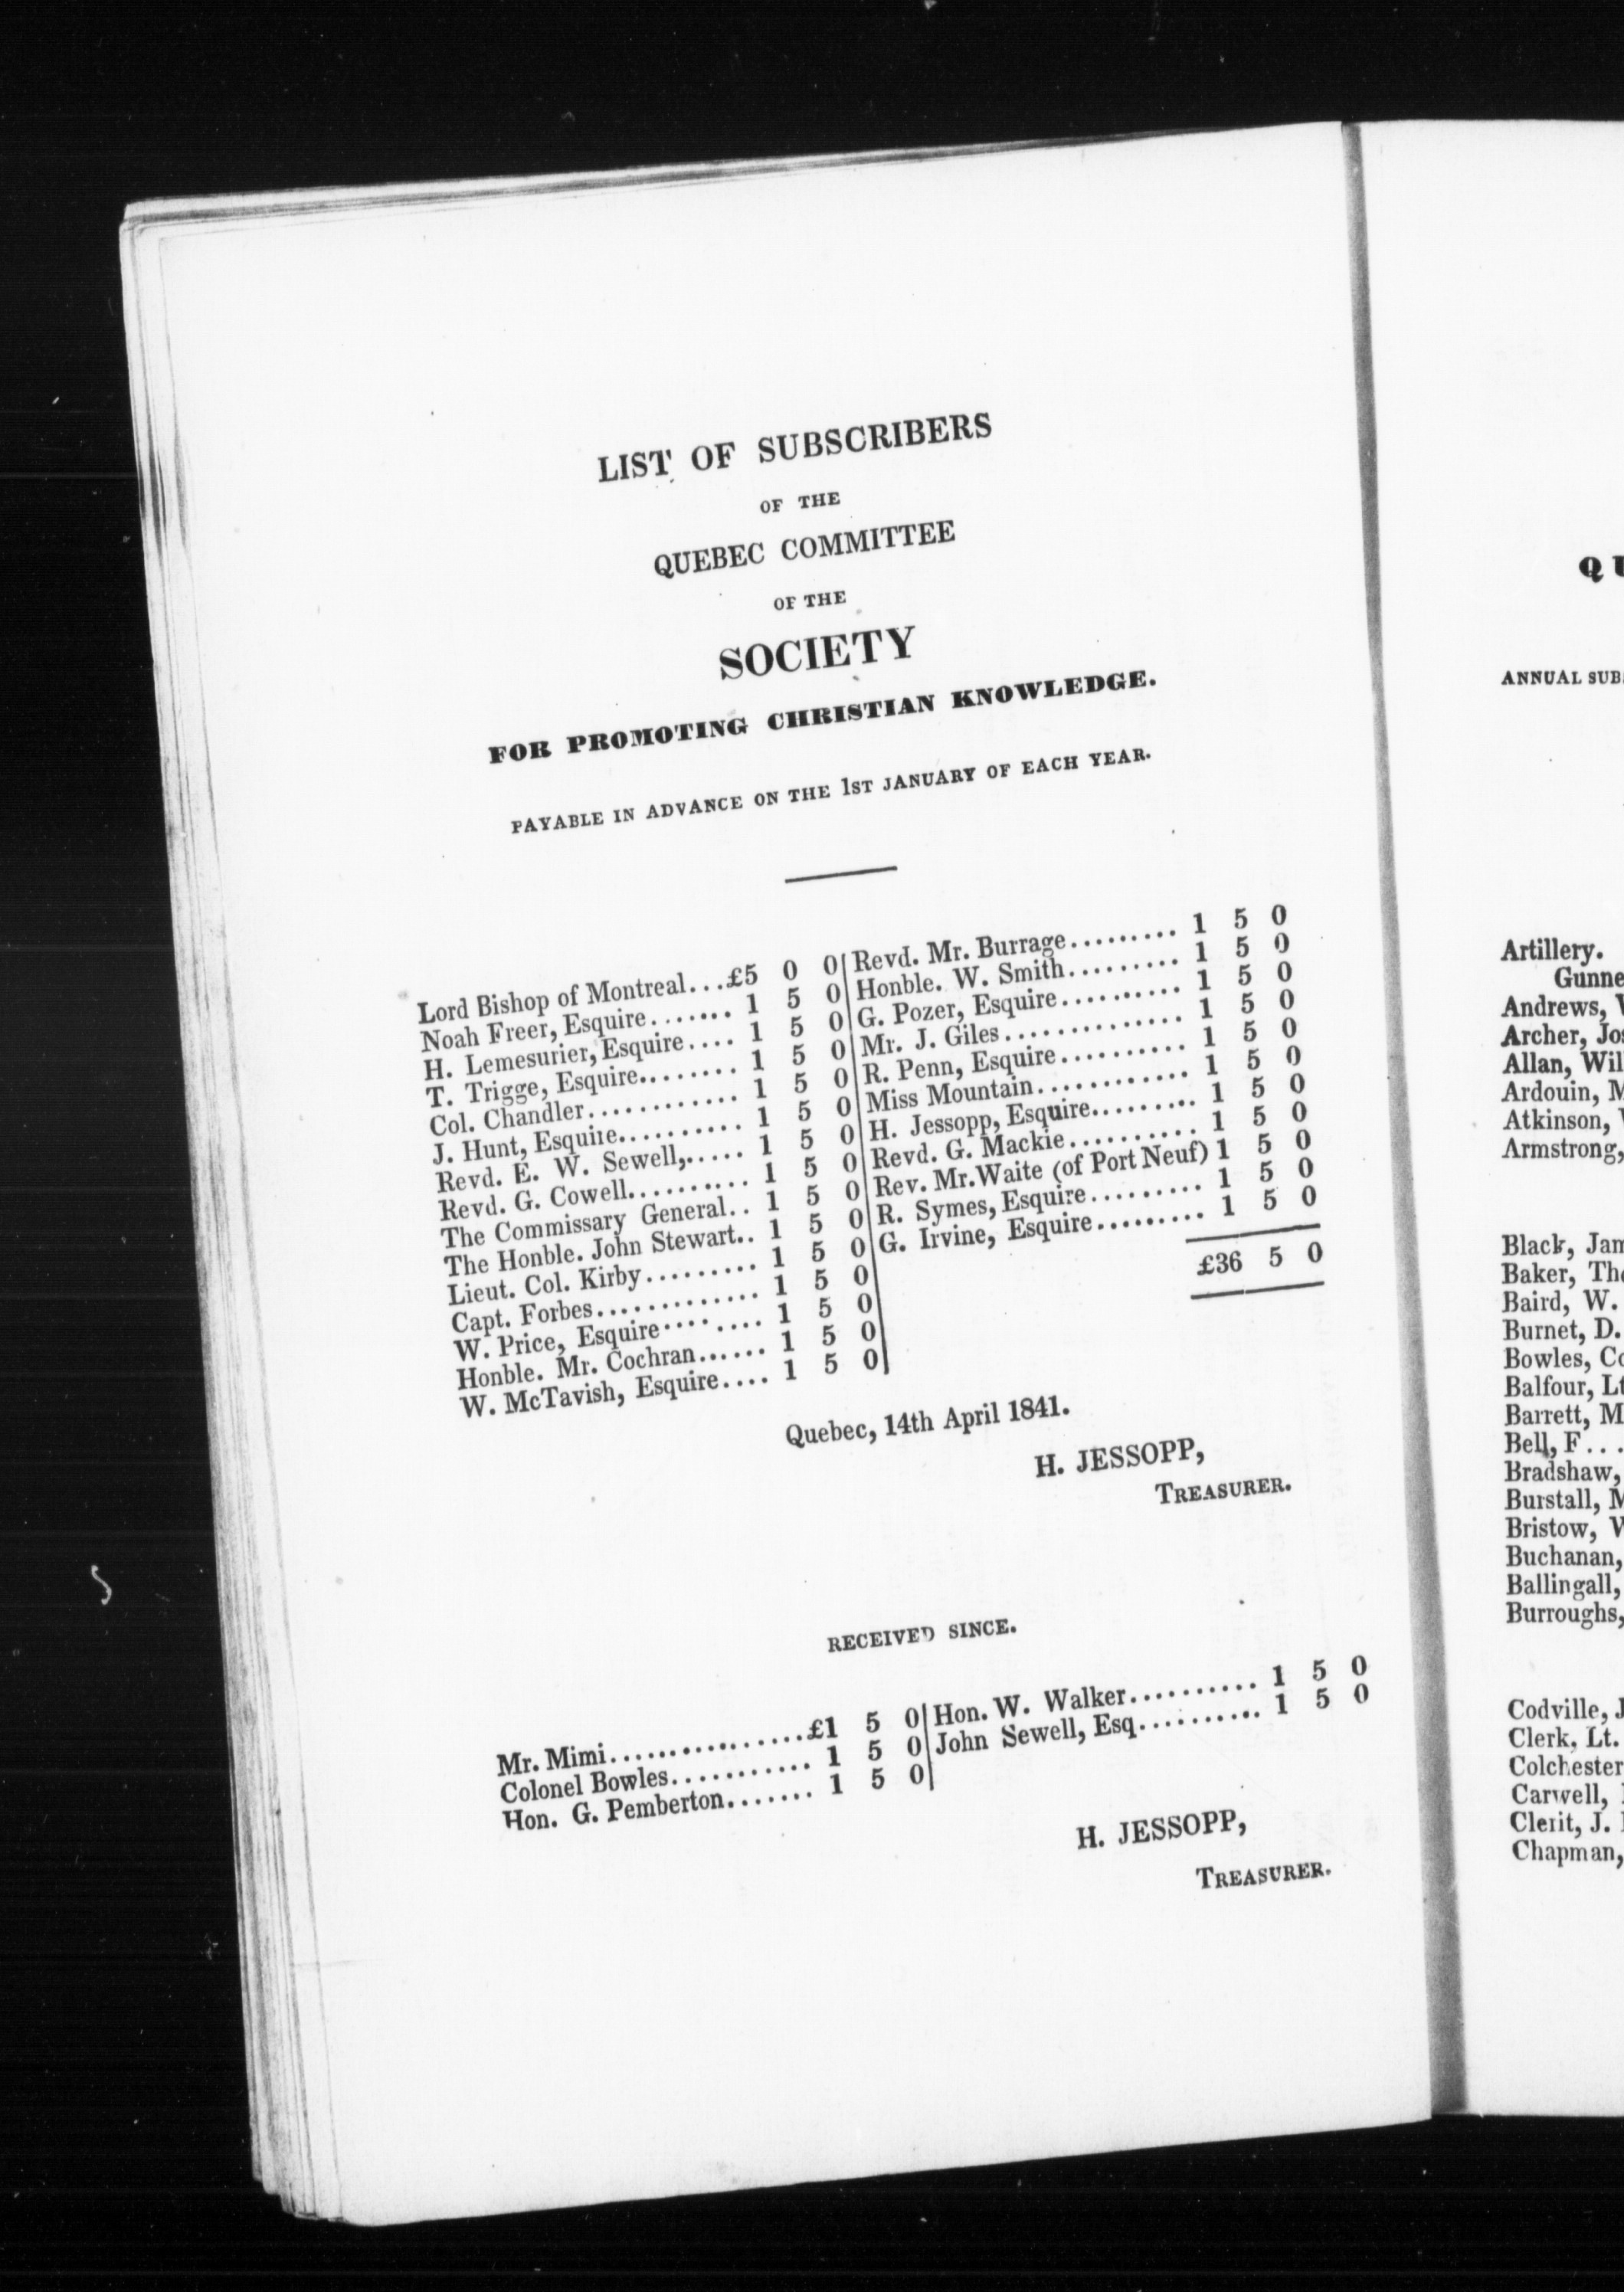 LIST OF SUBSCRIBERS
OF THE
QUEBEC COMMITTEE
OF THE
SOCIETY
FOR PROMOTING CHRISTIAN KNOWLEDGE.
PAYABLE IN ADVANCE ON THE 1ST JANUARY OF EACH YEAR.
Lord Bishop of Montreal...£5 0 0
Noah Freer, Esquire....... 1 5 0
H. Lemesurier, Esquire.... 1 5 0
T. Trigge, Esquire........ 1 5 0
Col. Chandler............ 1 5 0
J. Hunt, Esquire.......... 1 5 0
Revd. E. W. Sewell,..... 1 5 0
Revd. G. Cowell.......... 1 5 0
The Commissary General.. 1 5 0
The Honble. John Stewart.. 1 5 0
Lieut. Col. Kirby......... 1 5 0
Capt. Forbes............. 1 5 0
W. Price, Esquire........ 1 5 0
Honble. Mr. Cochran...... 1 5 0
W. McTavish, Esquire.... 1 5 0
Revd. Mr. Burrage......... 1 5 0
Honble. W. Smith......... 1 5 0
G. Pozer, Esquire.......... 1 5 0
Mr. J. Giles.............. 1 5 0
R. Penn, Esquire.......... 1 5 0
Miss Mountain............ 1 5 0
H. Jessopp, Esquire......... 1 5 0
Revd. G. Mackie.......... 1 5 0
Rev. Mr. Waite (of Port Neuf) 1 5 0
R. Symes, Esquire......... 1 5 0
G. Irvine, Esquire......... 1 5 0
£36 5 0
Quebec, 14th April 1841.
H. JESSOPP,
TREASURER.
RECEIVED SINCE.
Mr. Mimi................£1 5 0
Colonel Bowles........... 1 5 0
Hon. G. Pemberton....... 1 5 0
Hon. W. Walker.......... 1 5 0
John Sewell, Esq.......... 1 5 0
H. JESSOPP,
TREASURER.
QU
ANNUAL SUB
Artillery.
Gunne
Andrews, W
Archer, Jos
Allan, Wil
Ardouin, M
Atkinson,
Armstrong,
Black, Jam
Baker, Tho
Baird, W.
Burnet, D.
Bowles, Co
Balfour, Lt
Barrett, M
Bell, F...
Bradshaw,
Burstall, M
Bristow, W
Buchanan,
Ballingall,
Burroughs,
Codville, J
Clerk, Lt.
Colchester
Carwell,
Clerit, J.
Chapman,